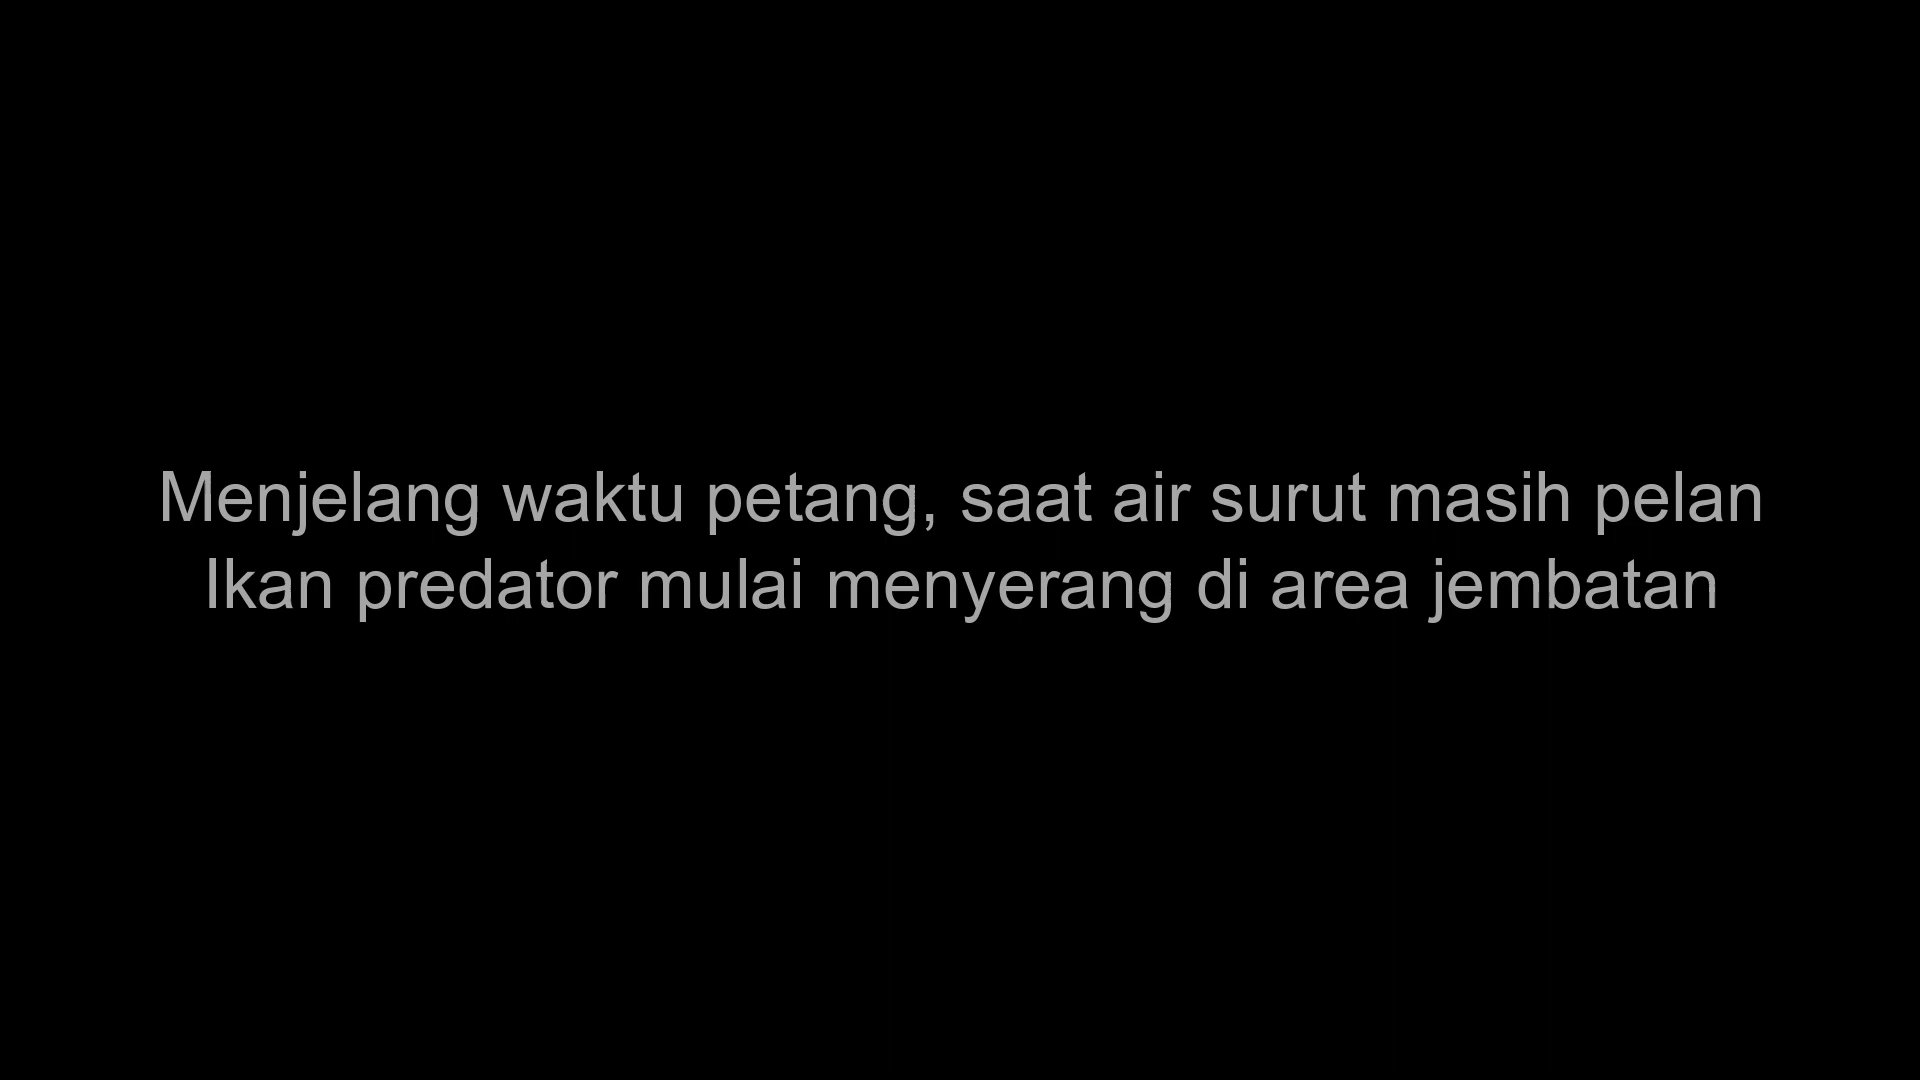 Menjelang waktu petang, saat air surut masih pelan
Ikan predator mulai menyerang di area jembatan